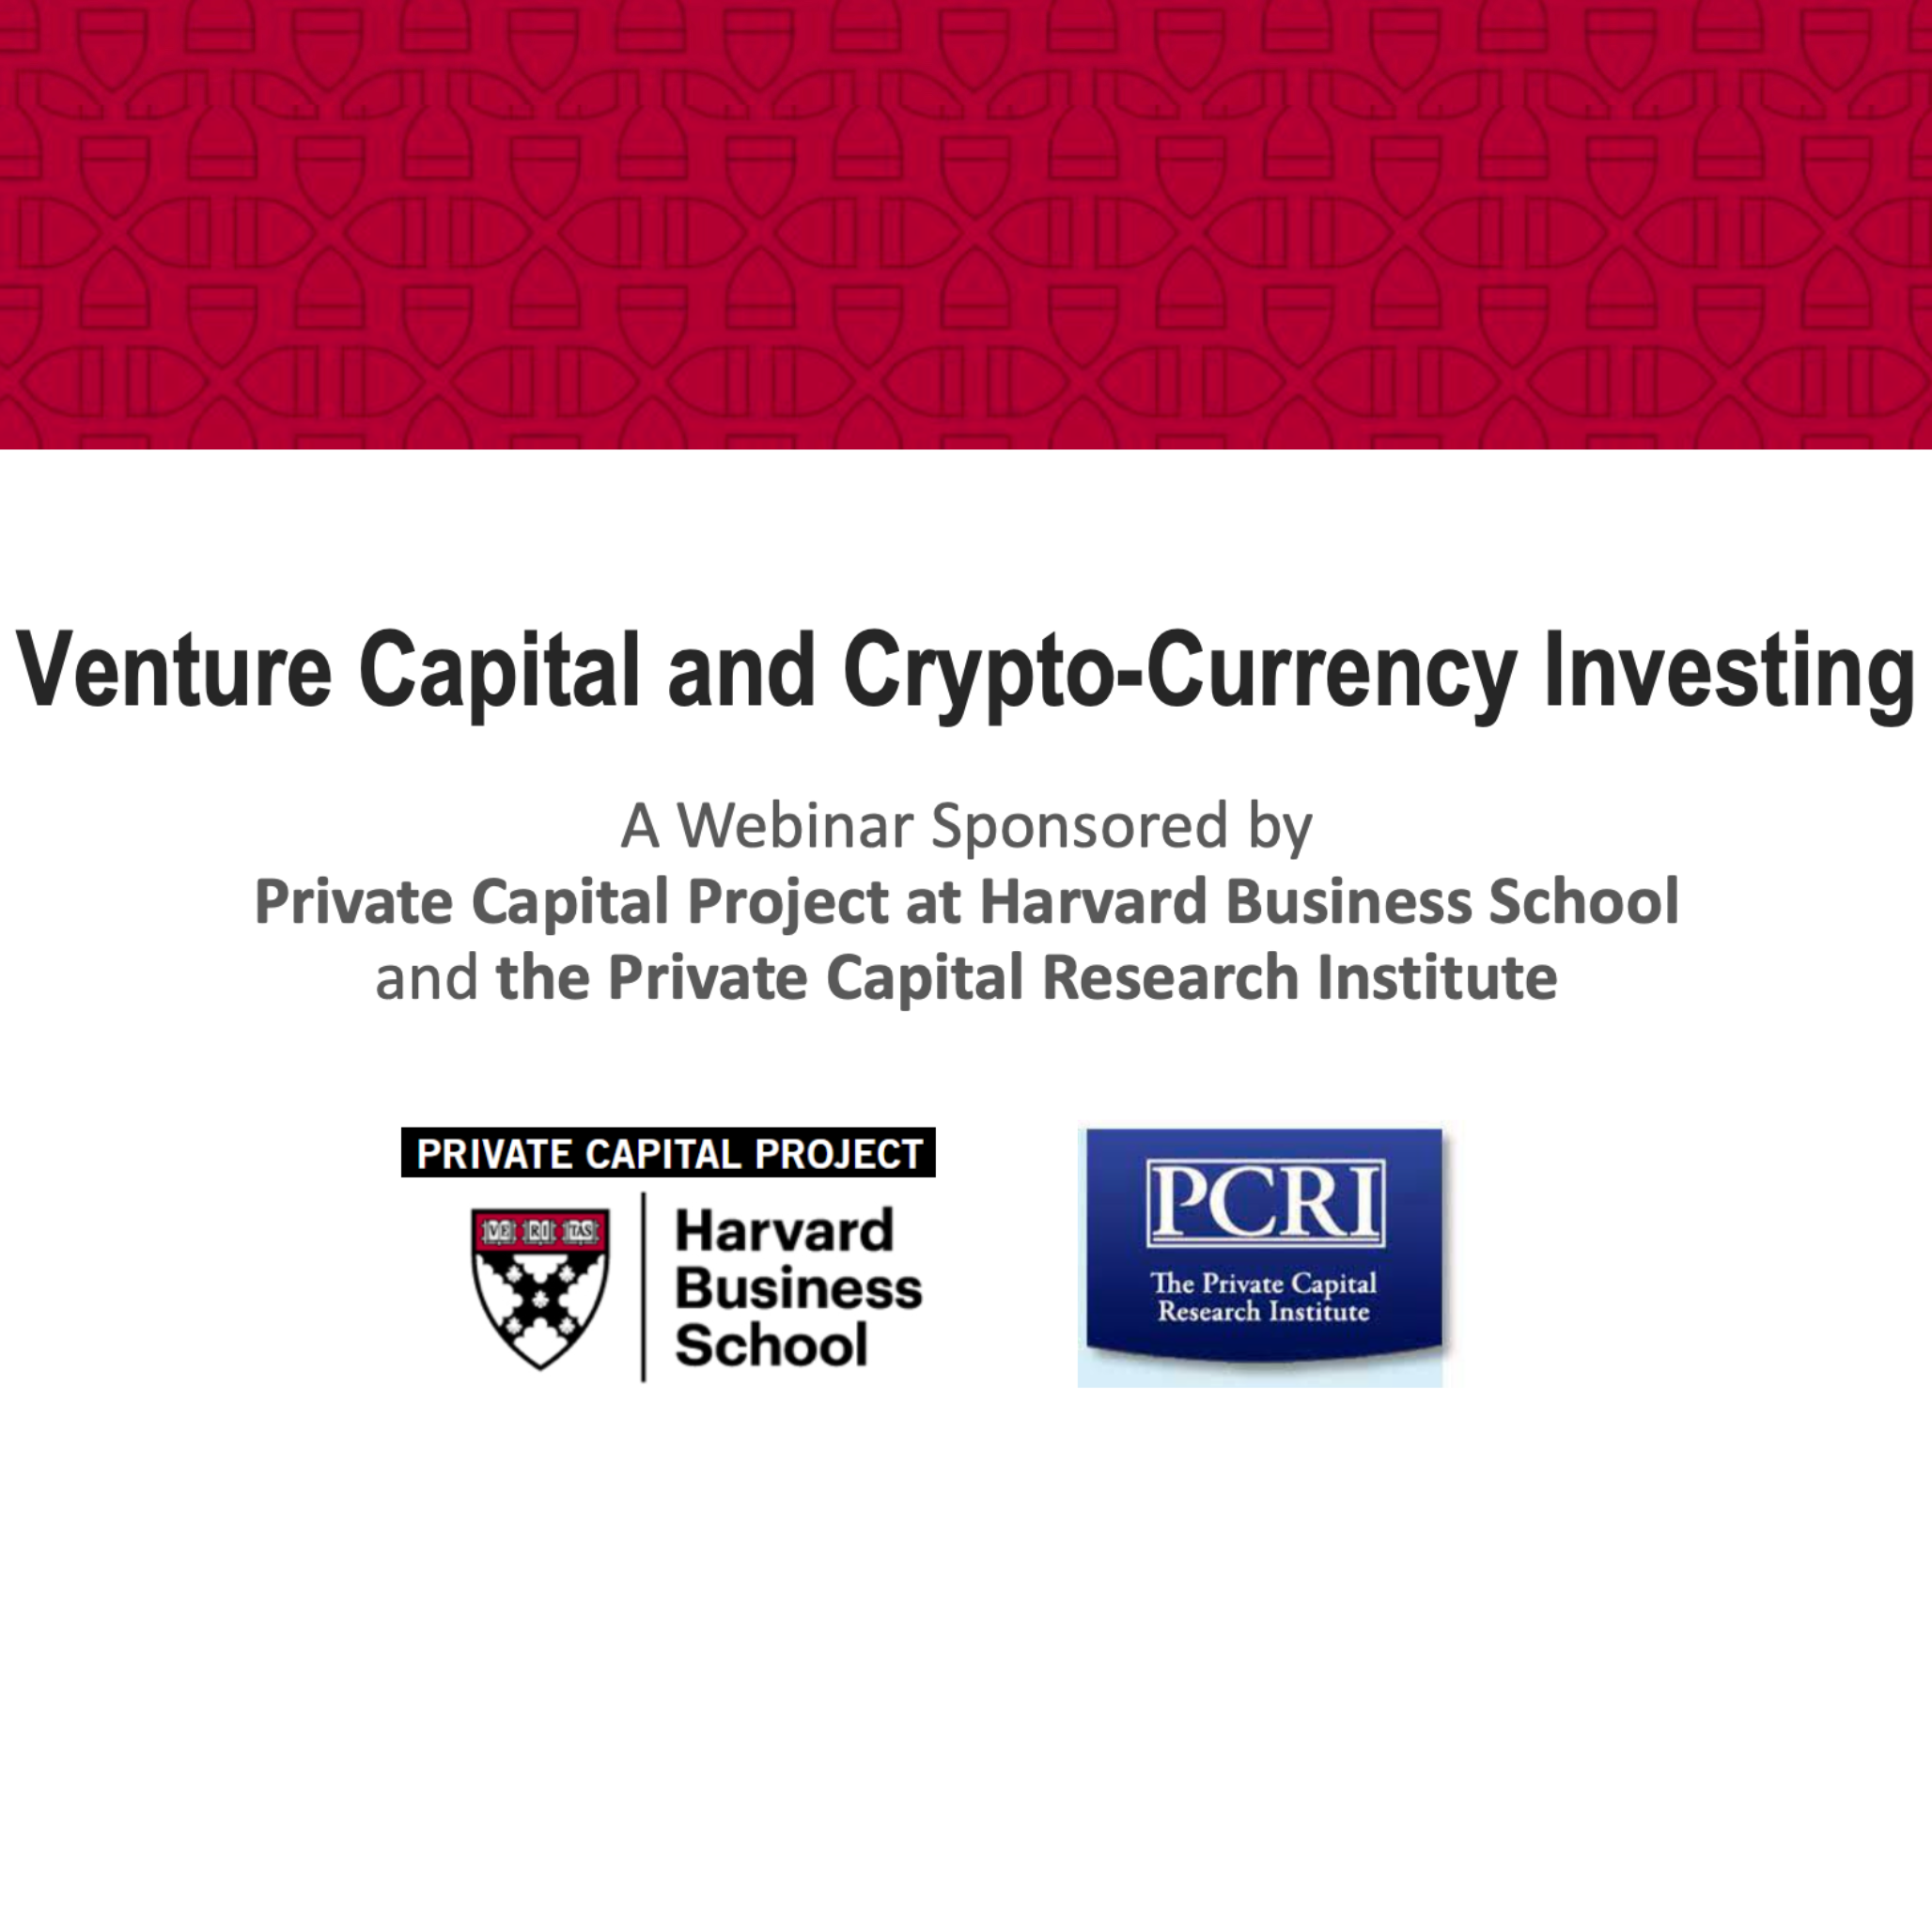 Venture Capital and Crypto-Currency Investing
A Webinar Sponsored by
Private Capital Project at Harvard Business School
and the Private Capital Research Institute
PRIVATE CAPITAL PROJECT
VE RI TAS
Harvard
Business
School
PCRI
The Private Capital
Research Institute